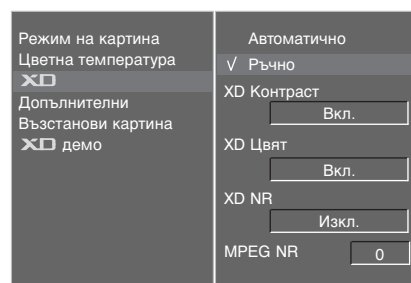 Режим на картина
Цветна температура
XD
Допълнителни
Възстанови картина
XD демо
Автоматично
√ Ръчно
XD Контраст
Вкл.
XD Цвят
Вкл.
XD NR
Изкл.
MPEG NR 0